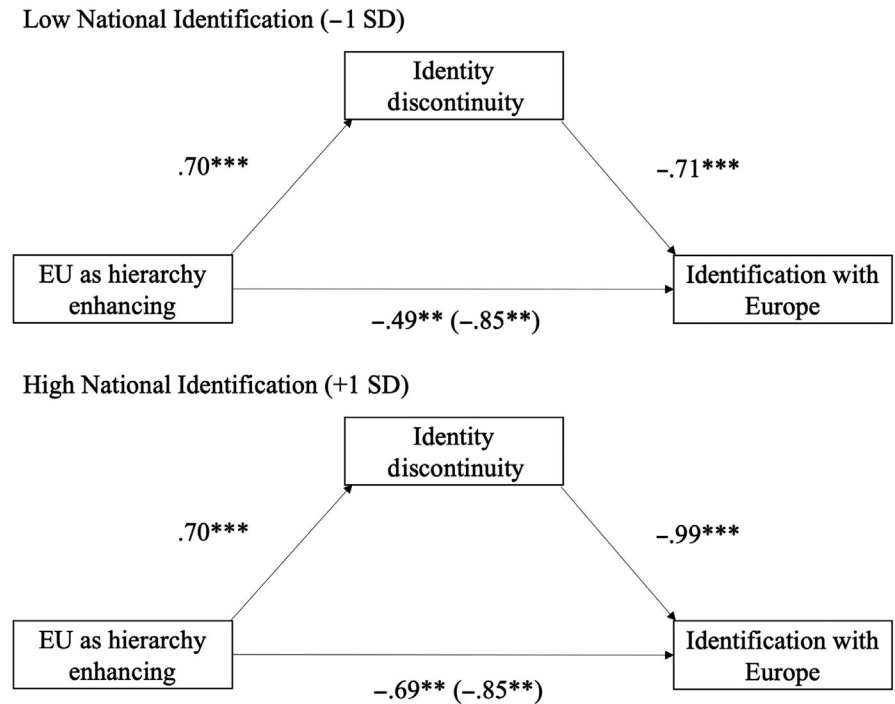 Low National Identification (−1 SD)
Identity
discontinuity
.70***
−.71***
EU as hierarchy
enhancing
Identification with
Europe
−.49** (−.85**)
High National Identification (+1 SD)
Identity
discontinuity
.70***
−.99***
EU as hierarchy
enhancing
Identification with
Europe
−.69** (−.85**)